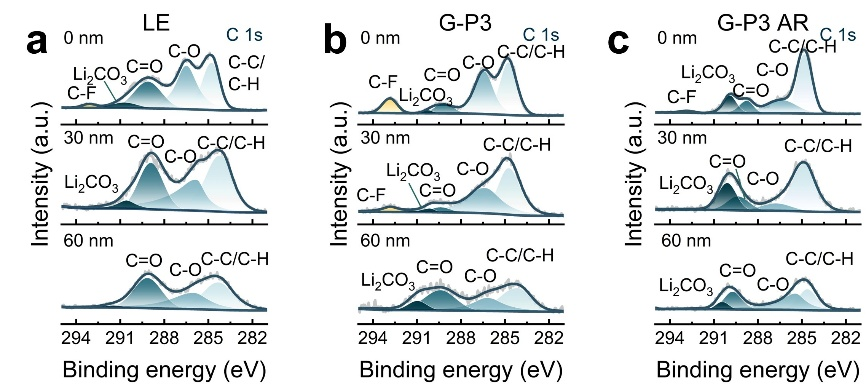 a
LE
C 1s
0 nm
C-F
Li₂CO₃
C=O
C-O
C-C/
C-H
30 nm
Li₂CO₃
C=O
C-O
C-C/C-H
60 nm
C=O
C-O
C-C/C-H
Intensity (a.u.)
294 291 288 285 282
Binding energy (eV)
b
G-P3
C 1s
0 nm
C-F
Li₂CO₃
C=O
C-O
C-C/C-H
30 nm
C-F
Li₂CO₃
C=O
C-O
C-C/C-H
60 nm
Li₂CO₃
C=O
C-O
C-C/C-H
Intensity (a.u.)
294 291 288 285 282
Binding energy (eV)
c
G-P3 AR
C 1s
0 nm
C-F
Li₂CO₃
C=O
C-O
C-C/C-H
30 nm
Li₂CO₃
C=O
C-O
C-C/C-H
60 nm
Li₂CO₃
C=O
C-O
C-C/C-H
Intensity (a.u.)
294 291 288 285 282
Binding energy (eV)